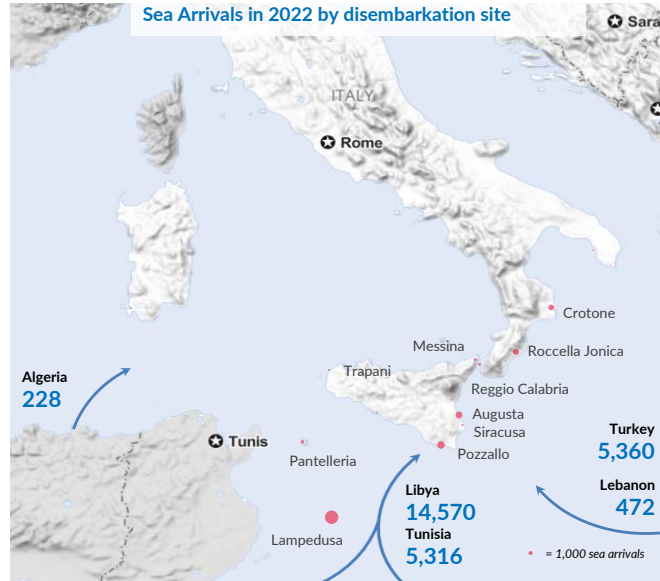 Sea Arrivals in 2022 by disembarkation site
Sara
ITALY
Rome
Crotone
Messina
Roccella Jonica
Algeria
228
Trapani
Reggio Calabria
Augusta
Siracusa
Tunis
Pozzallo
Turkey
5,360
Pantelleria
Libya
14,570
Lebanon
472
Lampedusa
Tunisia
5,316
= 1,000 sea arrivals